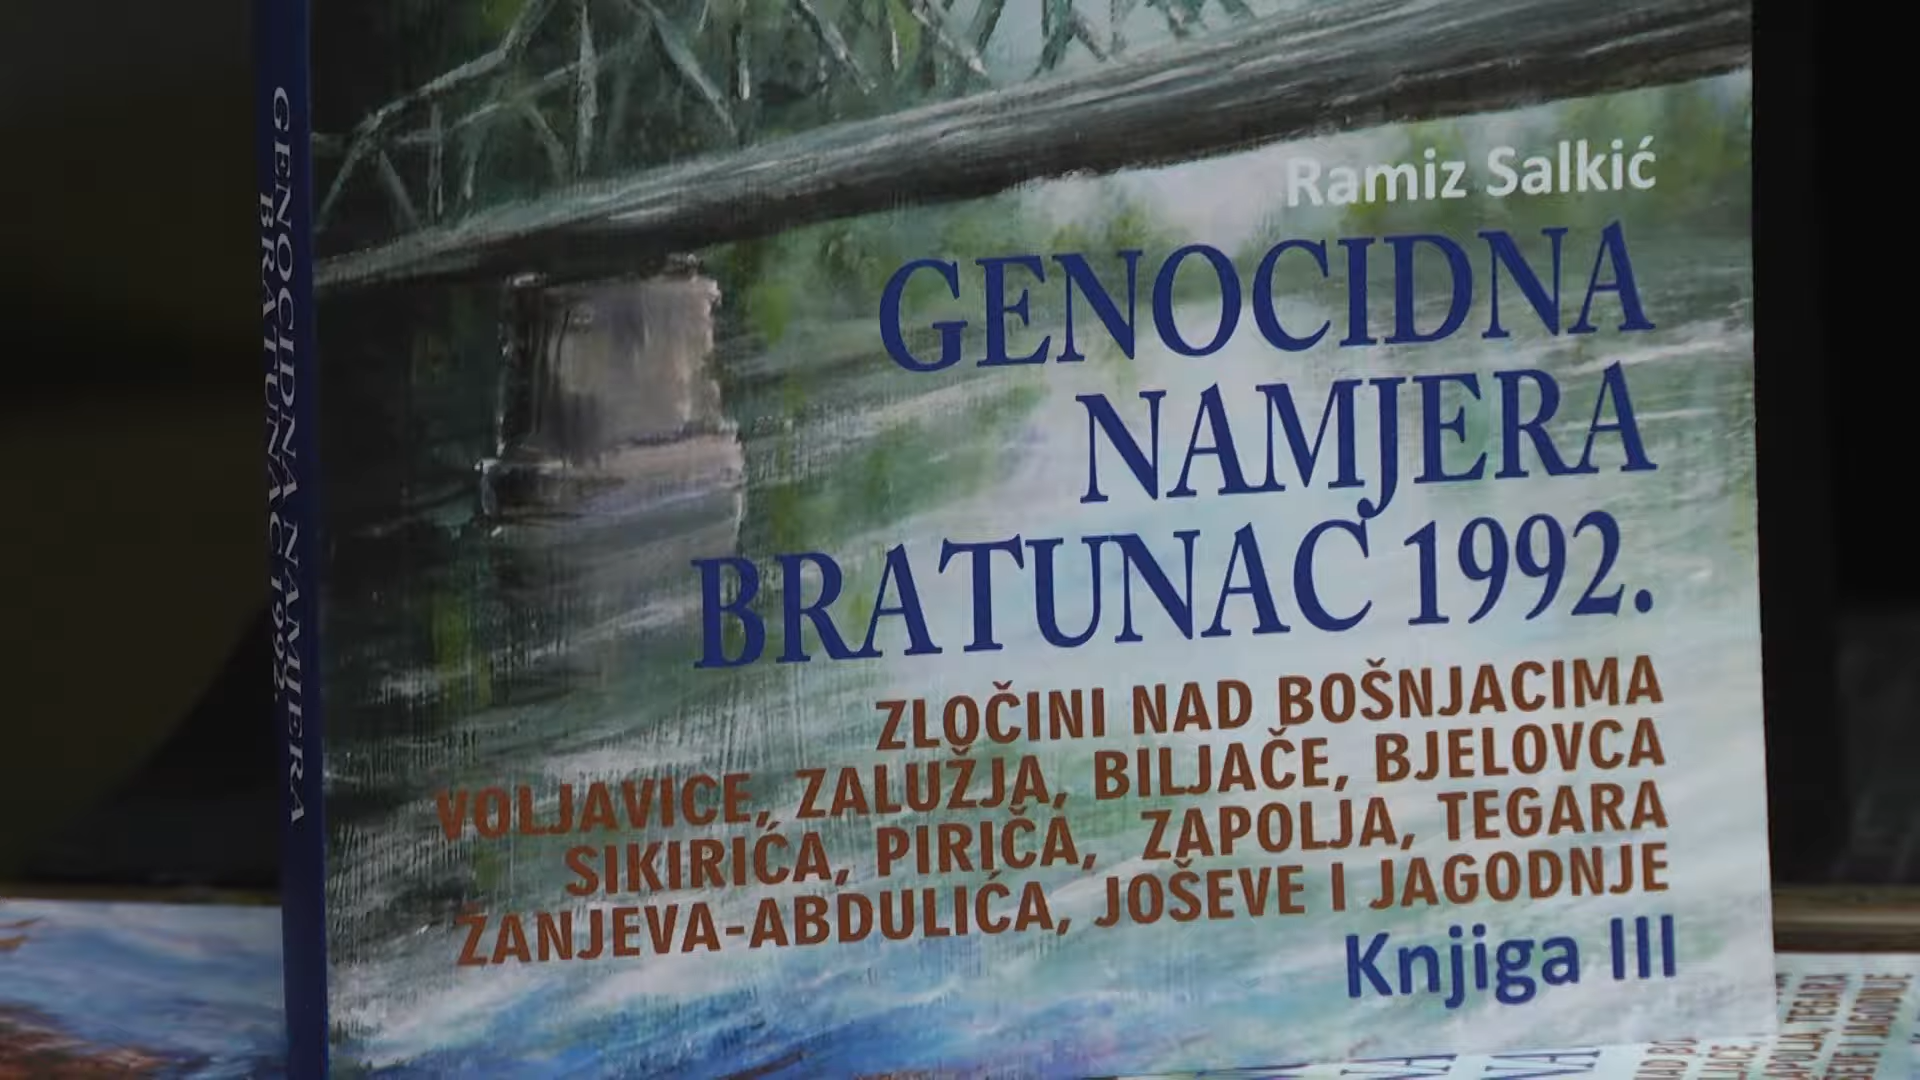 Ramiz Salkić
GENOCIDNA
NAMJERA
BRATUNAC 1992.
ZLOČINI NAD BOŠNJACIMA
VOLJAVICE, ZALUŽJA, BILJAČE, BJELOVCA
SIKIRIĆA, PIRIĆA, ZAPOLJA, TEGARA
ŽANJEVA-ABDULIĆA, JOŠEVE I JAGODNJE
Knjiga III
GENOCIDNA NAMJERA
BRATUNAC 1992.